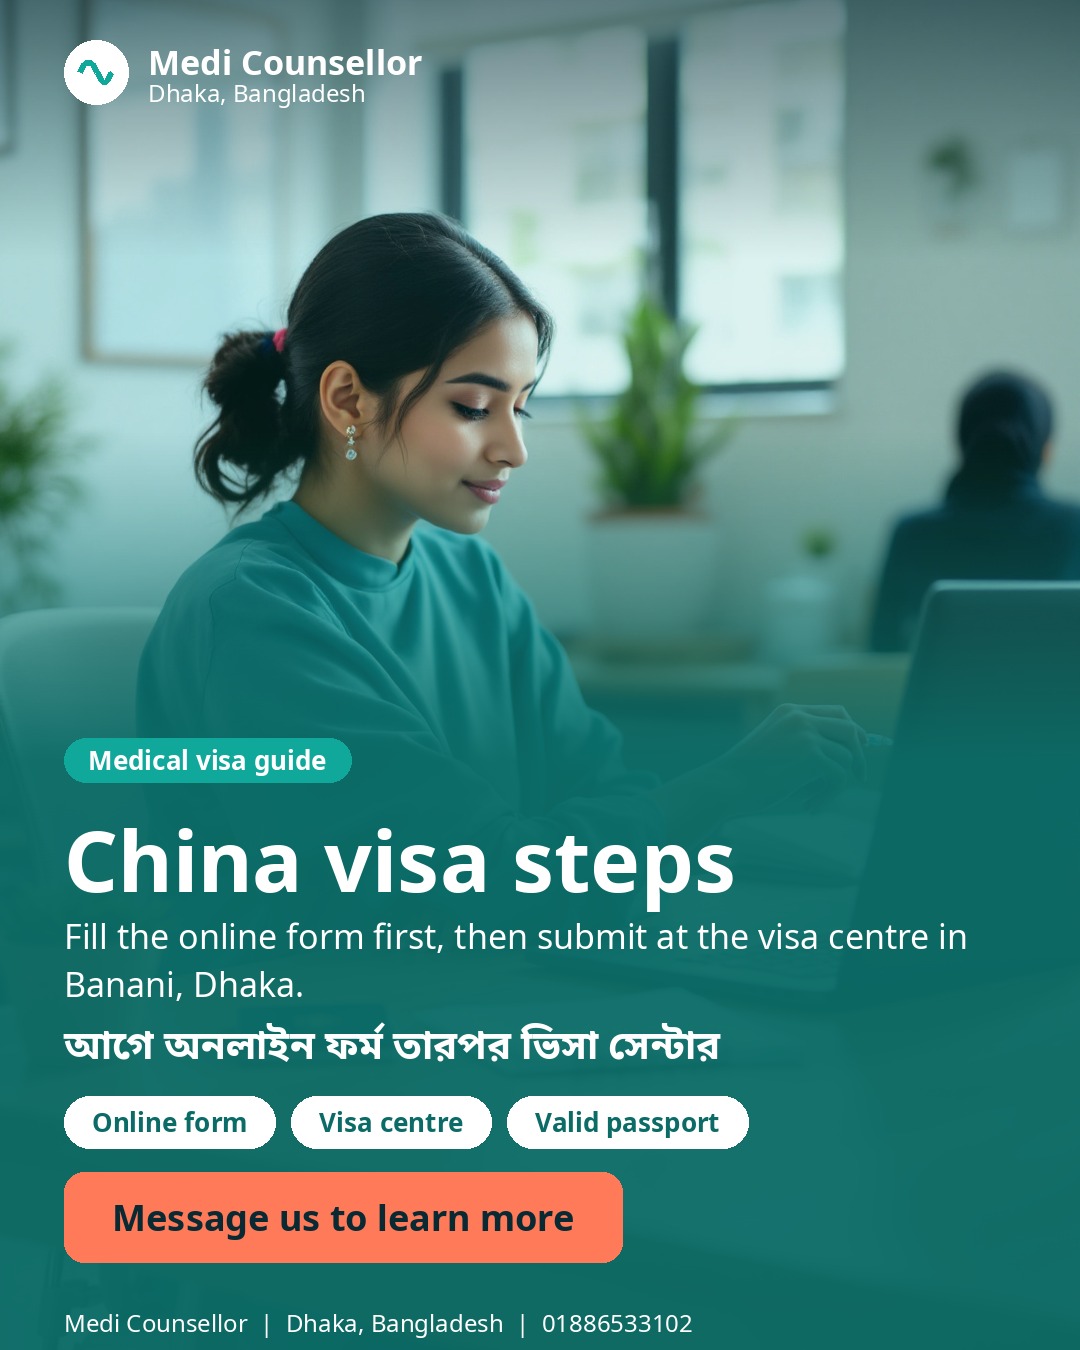 Medi Counsellor
Dhaka, Bangladesh
Medical visa guide
China visa steps
Fill the online form first, then submit at the visa centre in
Banani, Dhaka.
আগে অনলাইন ফর্ম তারপর ভিসা সেন্টার
Online form
Visa centre
Valid passport
Message us to learn more
Medi Counsellor | Dhaka, Bangladesh | 01886533102